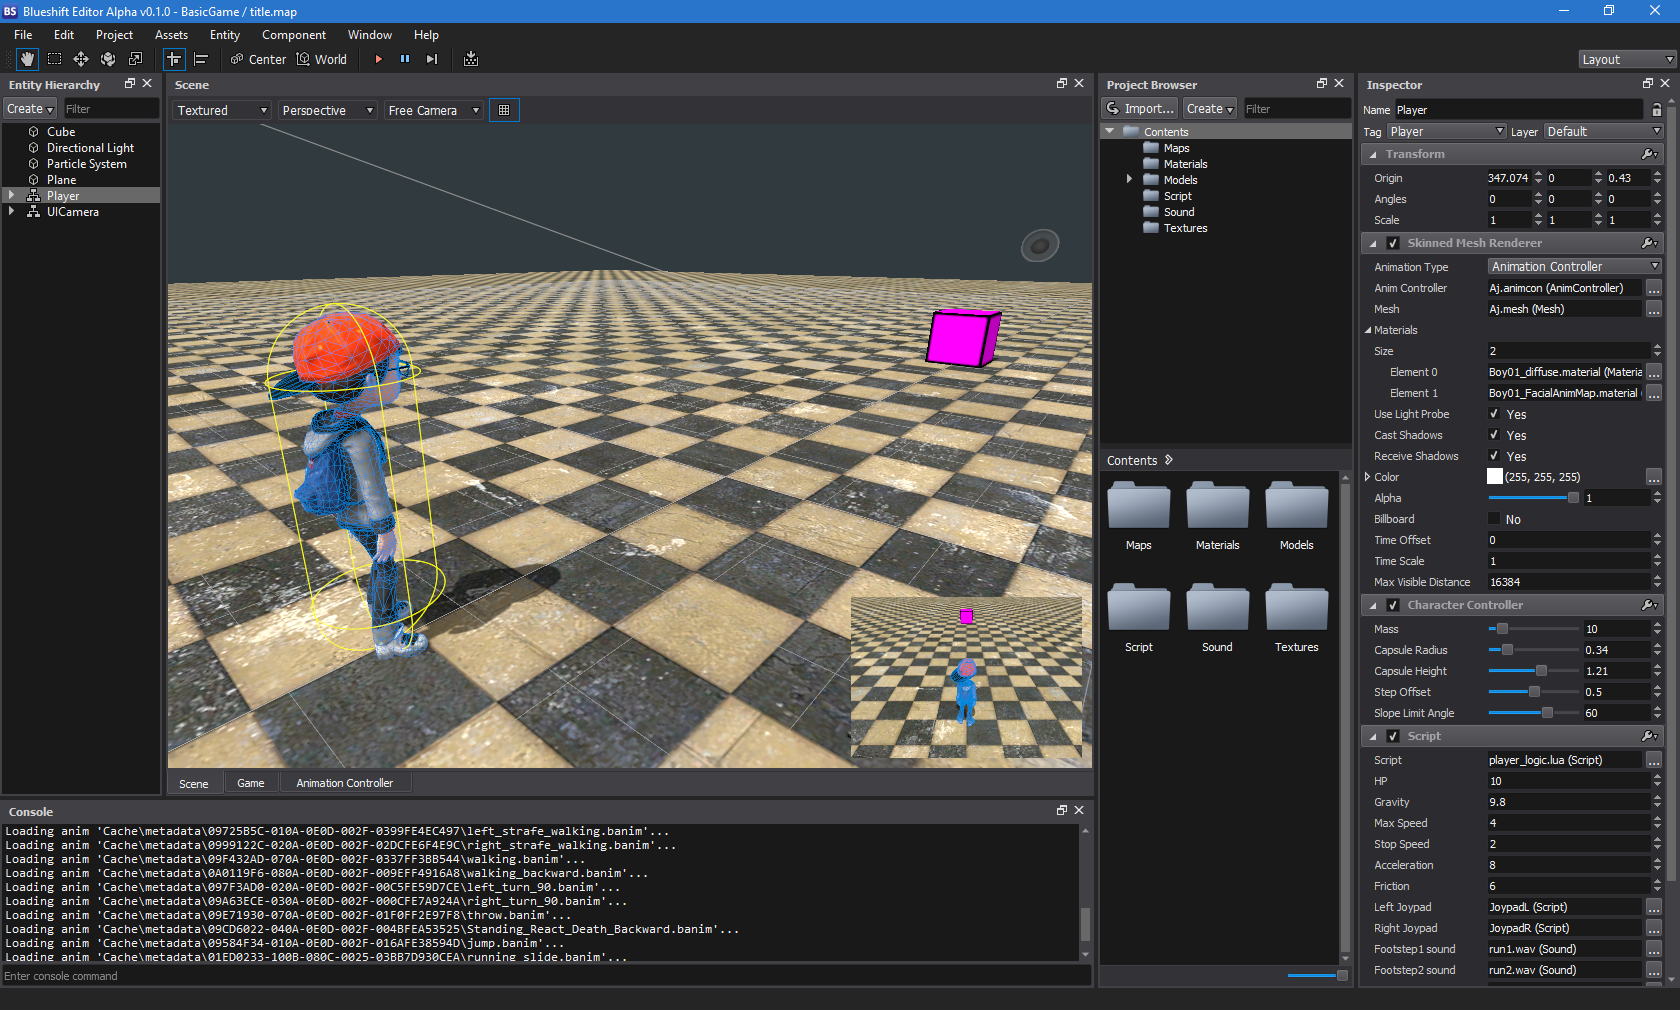 BS Blueshift Editor Alpha v0.1.0 - BasicGame / title.map
File Edit Project Assets Entity Component Window Help
Center World
Layout
Entity Hierarchy
Create
Filter
Cube
Directional Light
Particle System
Plane
Player
UICamera
Scene
Textured Perspective Free Camera
Scene Game Animation Controller
Console
Loading anim 'Cache\metadata\09725B5C-010A-0E0D-002F-0399FE4EC497\left_strafe_walking.banim'...
Loading anim 'Cache\metadata\0999122C-020A-0E0D-002F-02DCFE6F4E9C\right_strafe_walking.banim'...
Loading anim 'Cache\metadata\09F432AD-070A-0E0D-002F-0337FF3BB544\walking.banim'...
Loading anim 'Cache\metadata\0A0119F6-080A-0E0D-002F-009EFF4916A8\walking_backward.banim'...
Loading anim 'Cache\metadata\097F3AD0-020A-0E0D-002F-00C5FE59D7CE\left_turn_90.banim'...
Loading anim 'Cache\metadata\09A63ECE-030A-0E0D-002F-000CFE7A924A\right_turn_90.banim'...
Loading anim 'Cache\metadata\09E71930-070A-0E0D-002F-01F0FF2E97F8\throw.banim'...
Loading anim 'Cache\metadata\09CD6022-040A-0E0D-002F-004BFEA53525\Standing_React_Death_Backward.banim'...
Loading anim 'Cache\metadata\09584F34-010A-0E0D-002F-016AFE38594D\jump.banim'...
Loading anim 'Cache\metadata\01ED0233-100B-080C-0025-03BB7D930CEA\running_slide.banim'...
Enter console command
Project Browser
Import... Create Filter
Contents
Maps
Materials
Models
Script
Sound
Textures
Contents
Maps Materials Models
Script Sound Textures
Inspector
Name Player
Tag Player Layer Default
Transform
Origin 347.074 0 0.43
Angles 0 0 0
Scale 1 1 1
Skinned Mesh Renderer
Animation Type Animation Controller
Anim Controller Aj.animcon (AnimController) ...
Mesh Aj.mesh (Mesh) ...
Materials
Size 2
Element 0 Boy01_diffuse.material (Materia ...
Element 1 Boy01_FacialAnimMap.material ( ...
Use Light Probe Yes
Cast Shadows Yes
Receive Shadows Yes
Color (255, 255, 255) ...
Alpha 1
Billboard No
Time Offset 0
Time Scale 1
Max Visible Distance 16384
Character Controller
Mass 10
Capsule Radius 0.34
Capsule Height 1.21
Step Offset 0.5
Slope Limit Angle 60
Script
Script player_logic.lua (Script) ...
HP 10
Gravity 9.8
Max Speed 4
Stop Speed 2
Acceleration 8
Friction 6
Left Joypad JoypadL (Script) ...
Right Joypad JoypadR (Script) ...
Footstep1 sound run1.wav (Sound) ...
Footstep2 sound run2.wav (Sound) ...